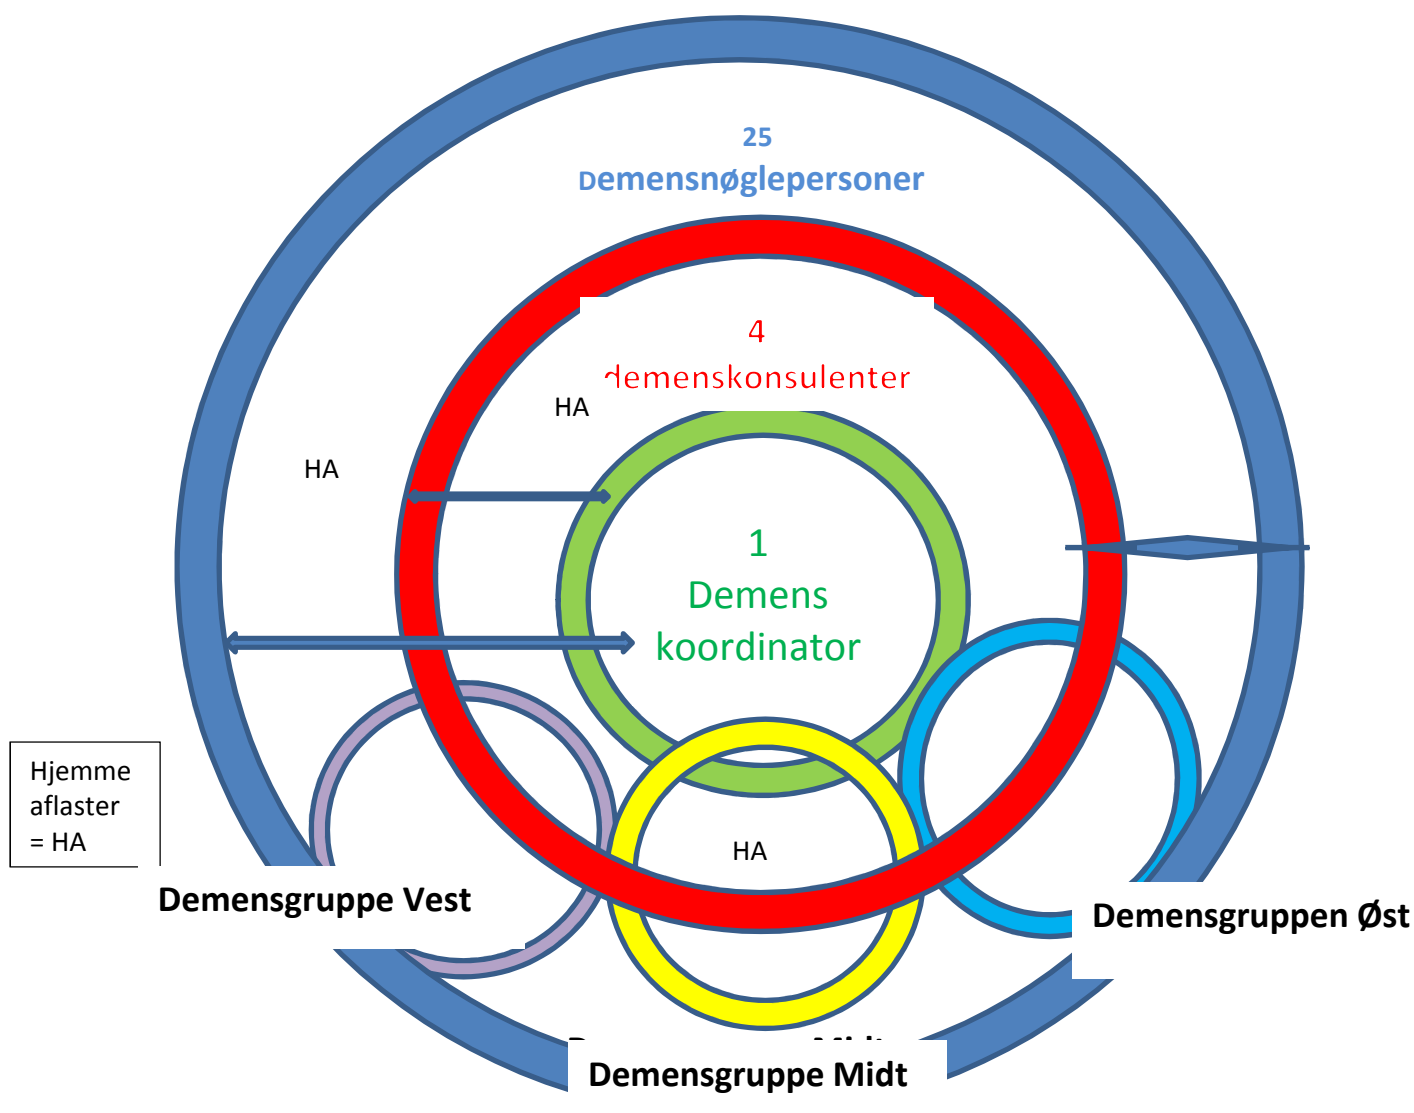 25
Demensnøglepersoner
4
demenskonsulenter
HA
HA
1
Demens
koordinator
Hjemme
aflaster
= HA
HA
Demensgruppe Vest
Demensgruppen Øst
Demensgruppe Midt